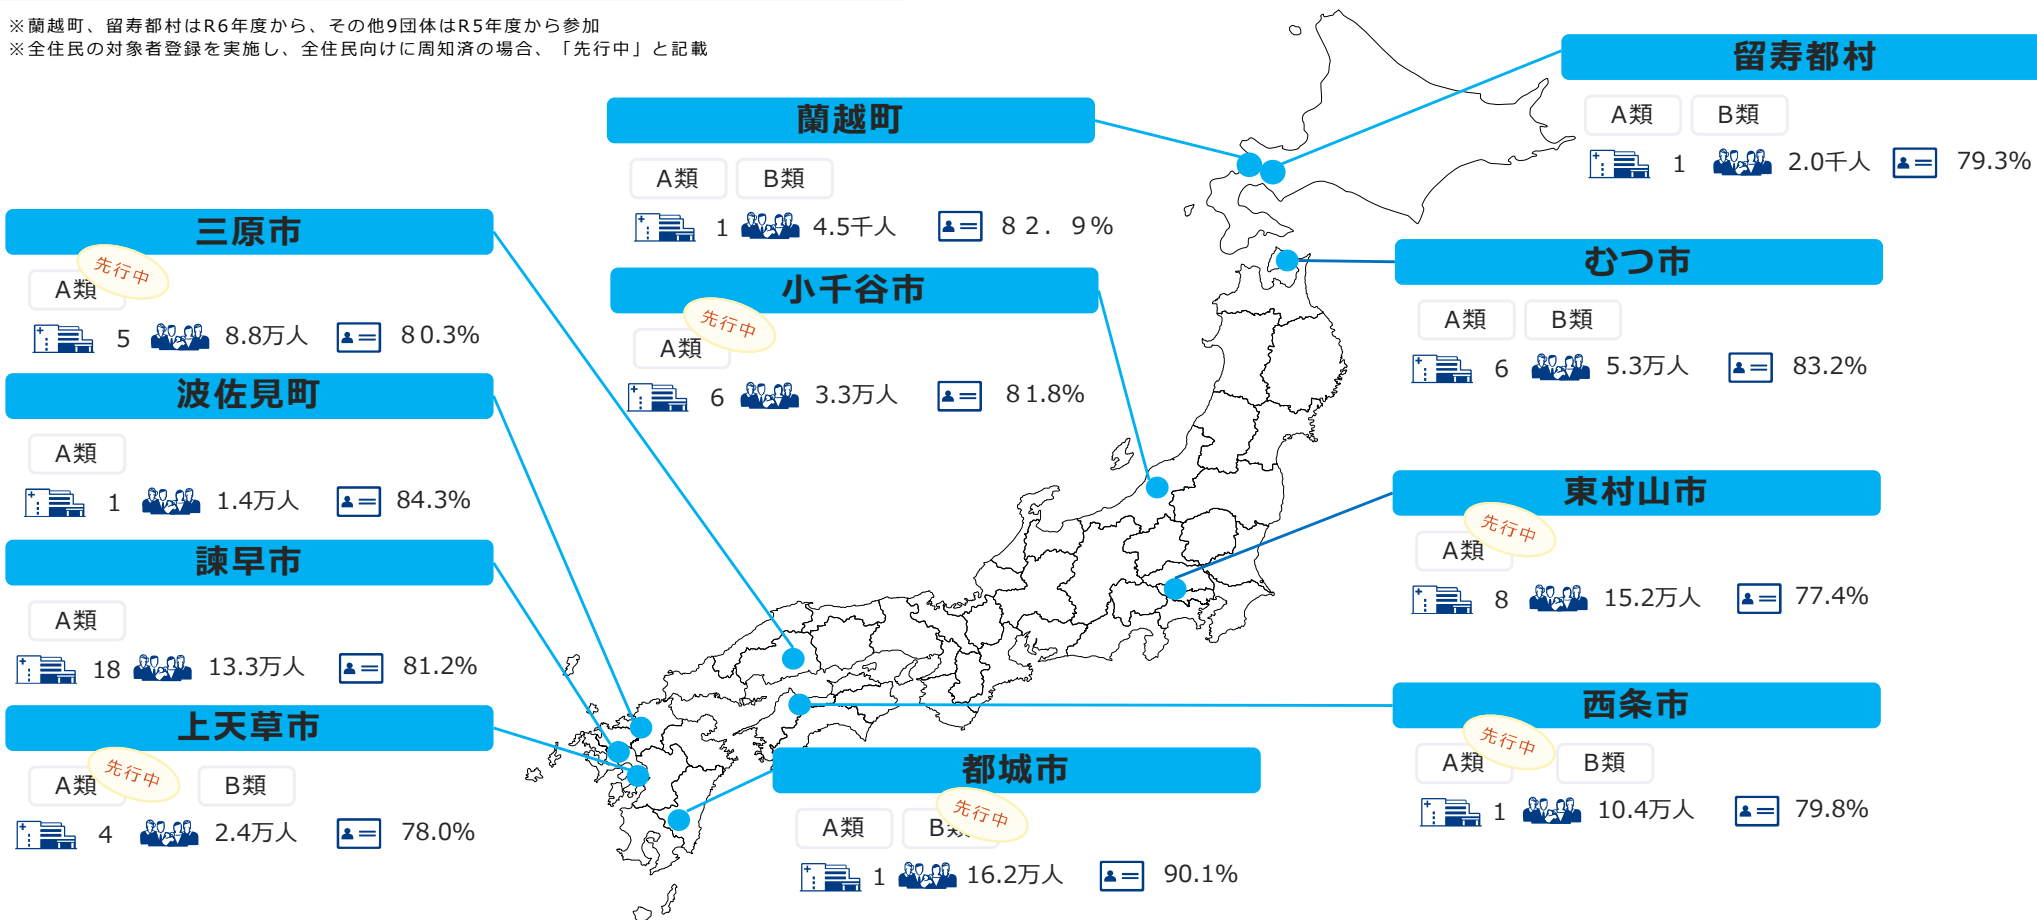 ※蘭越町、留寿都村はR6年度から、その他9団体はR5年度から参加
※全住民の対象者登録を実施し、全住民向けに周知済の場合、「先行中」と記載
留寿都村
A類 B類
1 2.0千人 79.3%
蘭越町
A類 B類
1 4.5千人 82.9%
三原市
先行中
A類
5 8.8万人 80.3%
小千谷市
先行中
A類
6 3.3万人 81.8%
むつ市
A類 B類
6 5.3万人 83.2%
波佐見町
A類
1 1.4万人 84.3%
東村山市
先行中
A類
8 15.2万人 77.4%
諫早市
A類
18 13.3万人 81.2%
西条市
先行中
A類 B類
1 10.4万人 79.8%
上天草市
先行中
A類 B類
4 2.4万人 78.0%
都城市
先行中
A類 B類
1 16.2万人 90.1%